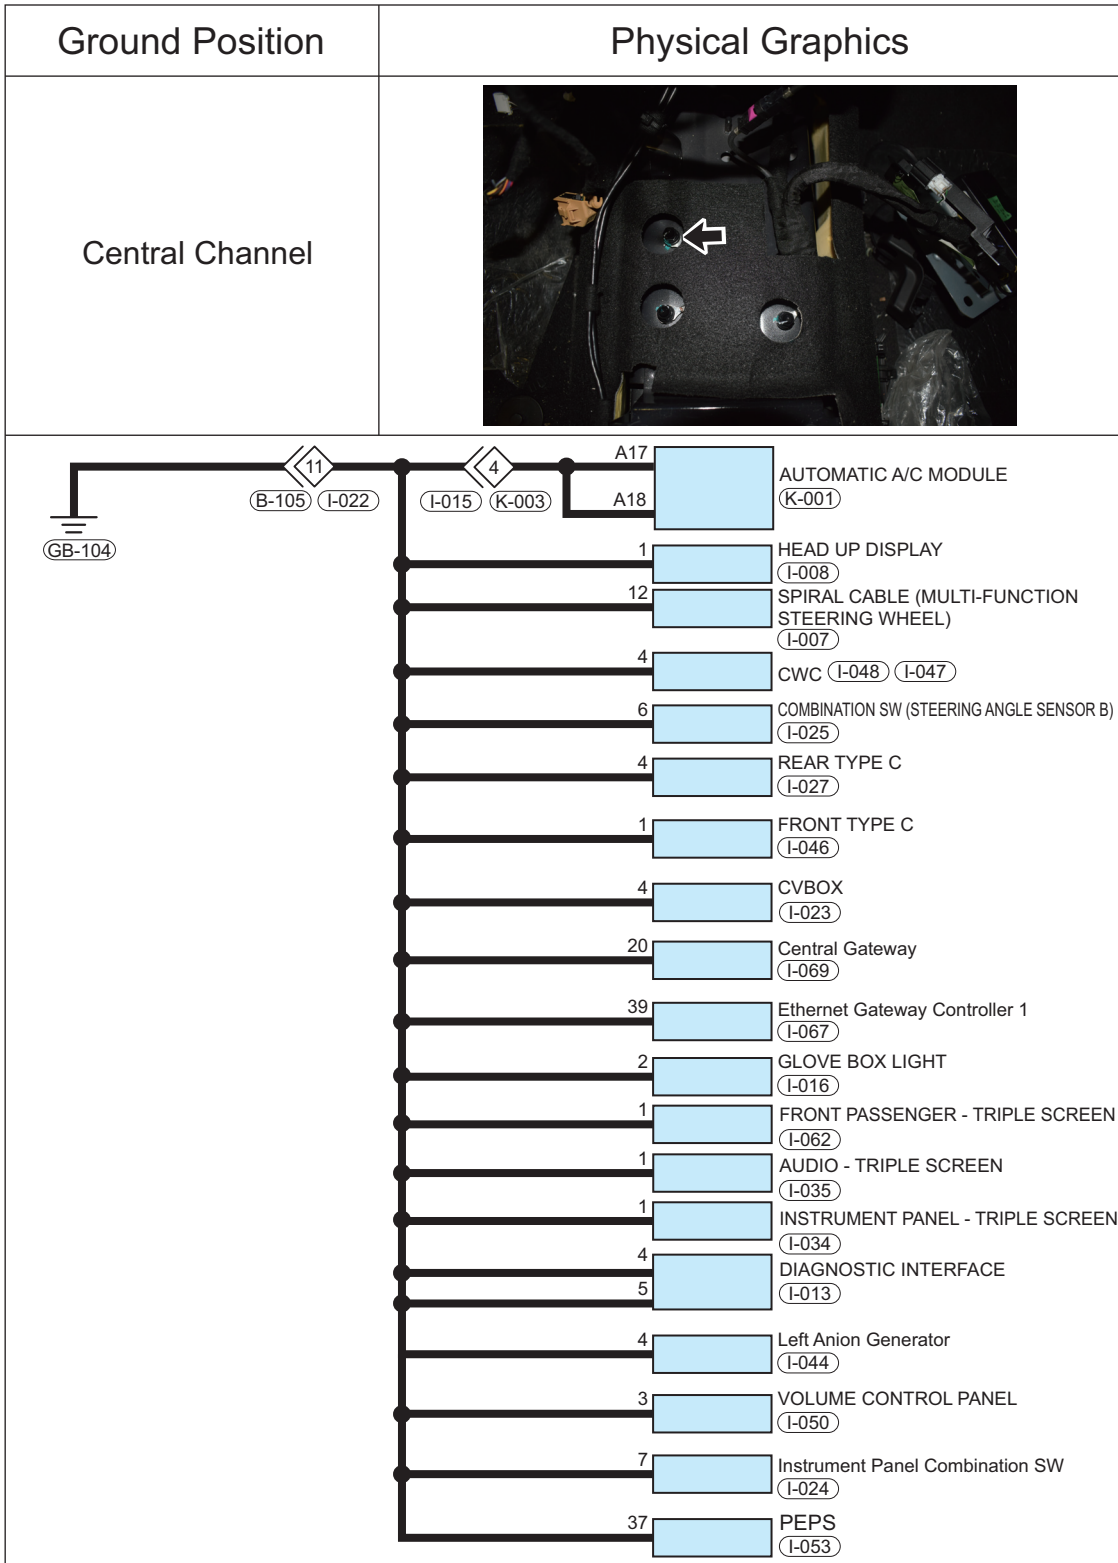 Ground Position
Physical Graphics
Central Channel
11
B-105
I-022
4
I-015
K-003
GB-104
A17
A18
AUTOMATIC A/C MODULE
K-001
1
HEAD UP DISPLAY
I-008
12
SPIRAL CABLE (MULTI-FUNCTION
STEERING WHEEL)
I-007
4
CWC I-048 I-047
6
COMBINATION SW (STEERING ANGLE SENSOR B)
I-025
4
REAR TYPE C
I-027
1
FRONT TYPE C
I-046
4
CVBOX
I-023
20
Central Gateway
I-069
39
Ethernet Gateway Controller 1
I-067
2
GLOVE BOX LIGHT
I-016
1
FRONT PASSENGER - TRIPLE SCREEN
I-062
1
AUDIO - TRIPLE SCREEN
I-035
1
INSTRUMENT PANEL - TRIPLE SCREEN
I-034
4
5
DIAGNOSTIC INTERFACE
I-013
4
Left Anion Generator
I-044
3
VOLUME CONTROL PANEL
I-050
7
Instrument Panel Combination SW
I-024
37
PEPS
I-053